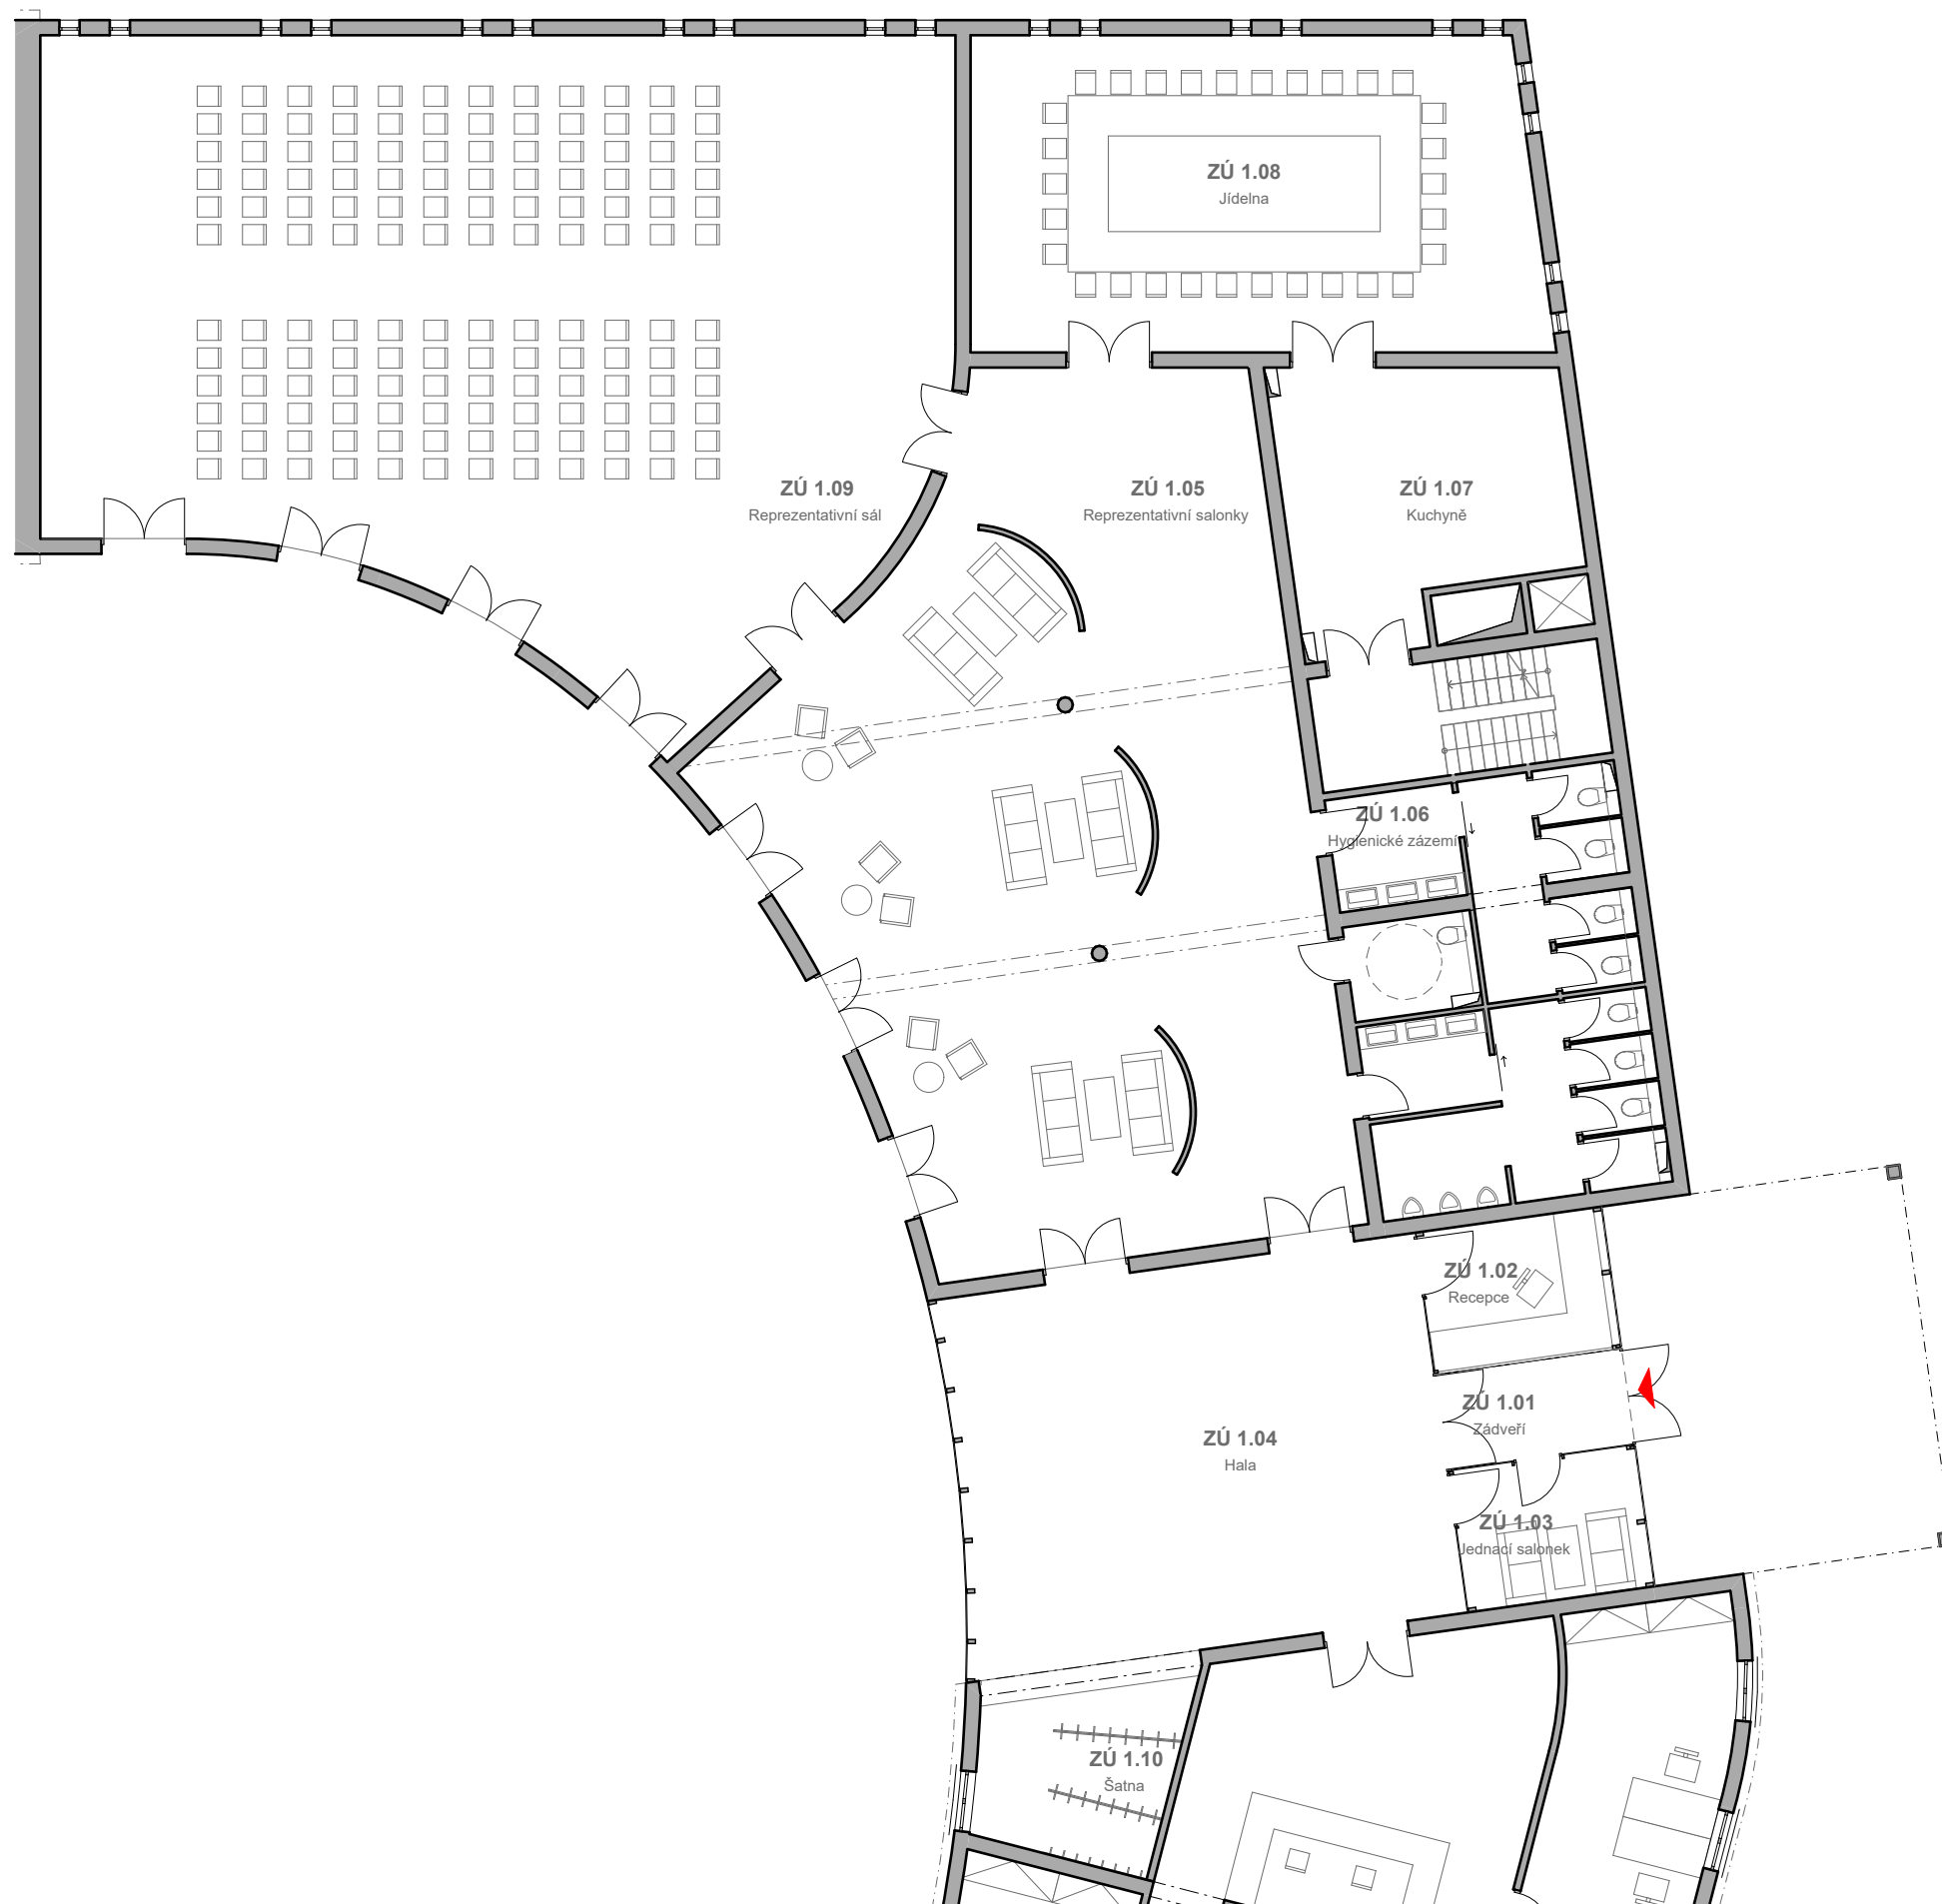 ZÚ 1.08
Jídelna
ZÚ 1.09
Reprezentativní sál
ZÚ 1.05
Reprezentativní salonky
ZÚ 1.07
Kuchyně
ZÚ 1.06
Hygienické zázemí
ZÚ 1.02
Recepce
ZÚ 1.01
Zádveří
ZÚ 1.04
Hala
ZÚ 1.03
Jednací salonek
ZÚ 1.10
Šatna